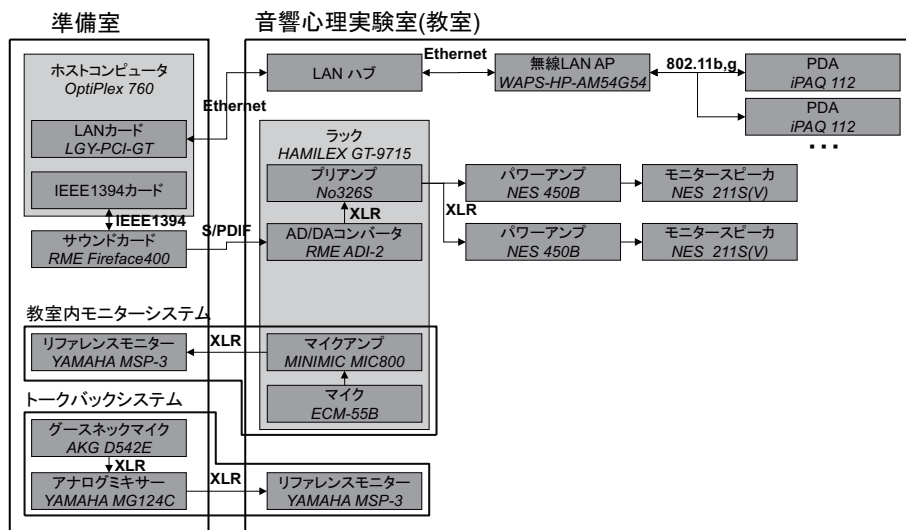 準備室
音響心理実験室(教室)
ホストコンピュータ
OptiPlex 760
LANカード
LGY-PCI-GT
IEEE1394カード
IEEE1394
サウンドカード
RME Fireface400
Ethernet
S/PDIF
LAN ハブ
Ethernet
無線LAN AP
WAPS-HP-AM54G54
802.11b,g
PDA
iPAQ 112
PDA
iPAQ 112
・・・
ラック
HAMILEX GT-9715
プリアンプ
No326S
XLR
AD/DAコンバータ
RME ADI-2
XLR
パワーアンプ
NES 450B
モニタースピーカ
NES 211S(V)
パワーアンプ
NES 450B
モニタースピーカ
NES 211S(V)
教室内モニターシステム
リファレンスモニター
YAMAHA MSP-3
XLR
マイクアンプ
MINIMIC MIC800
マイク
ECM-55B
トークバックシステム
グースネックマイク
AKG D542E
XLR
アナログミキサー
YAMAHA MG124C
XLR
リファレンスモニター
YAMAHA MSP-3